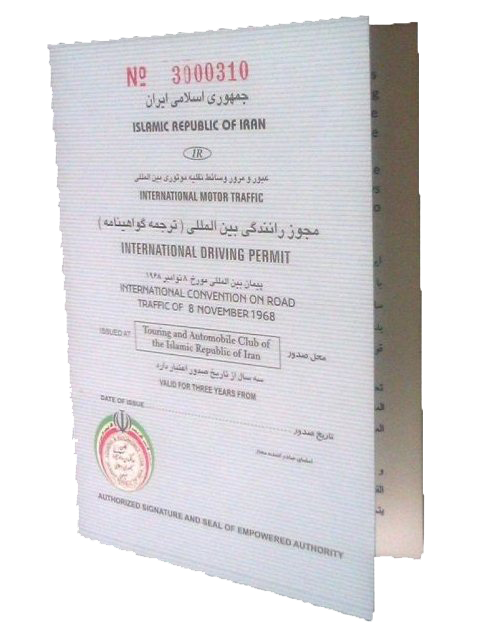 Nº 3000310
جمهوری اسلامی ایران
ISLAMIC REPUBLIC OF IRAN
IR
عبور و مرور وسائط نقلیه موتوری بین المللی
INTERNATIONAL MOTOR TRAFFIC
مجوز رانندگی بین المللی ( ترجمه گواهینامه )
INTERNATIONAL DRIVING PERMIT
پیمان بین المللی مورخ ۸ نوامبر ۱۹۶۸
INTERNATIONAL CONVENTION ON ROAD
TRAFFIC OF 8 NOVEMBER 1968
ISSUED AT Touring and Automobile Club of the Islamic Republic of Iran محل صدور
سه سال از تاریخ صدور اعتبار دارد
VALID FOR THREE YEARS FROM
DATE OF ISSUE تاریخ صدور
امضای صادر کننده مجوز
AUTHORIZED SIGNATURE AND SEAL OF EMPOWERED AUTHORITY